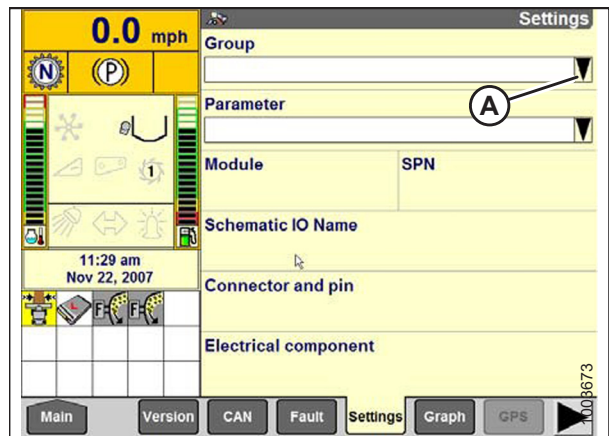 0.0 mph
Settings
Group
N
(P)
A
Parameter
1
Module
SPN
Schematic IO Name
11:29 am
Nov 22, 2007
Connector and pin
L
F
F
Electrical component
1003673
Main
Version
CAN
Fault
Settings
Graph
GPS